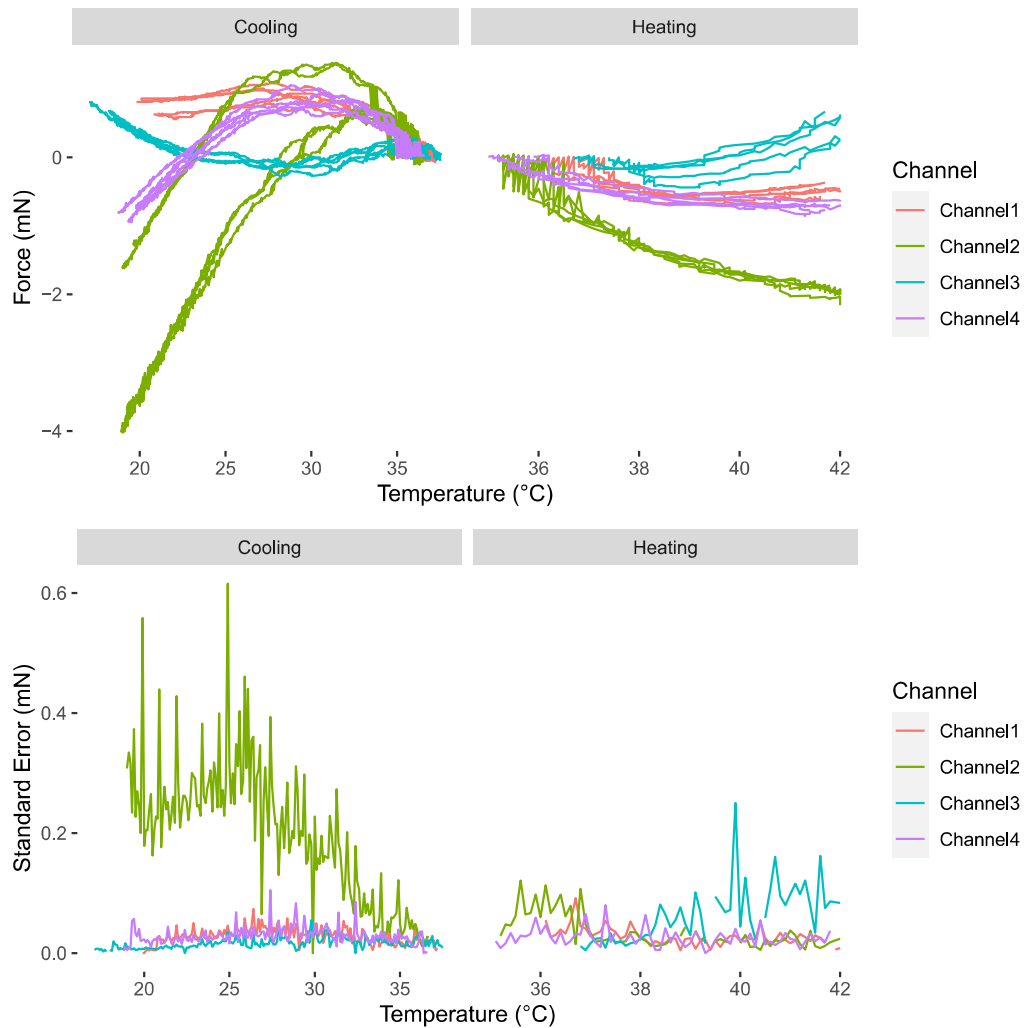 Cooling Heating
0
−2
−4
Force (mN)
20 25 30 35 36 38 40 42
Temperature (°C)
Channel
Channel1
Channel2
Channel3
Channel4
Cooling Heating
0.6
0.4
0.2
0.0
Standard Error (mN)
20 25 30 35 36 38 40 42
Temperature (°C)
Channel
Channel1
Channel2
Channel3
Channel4